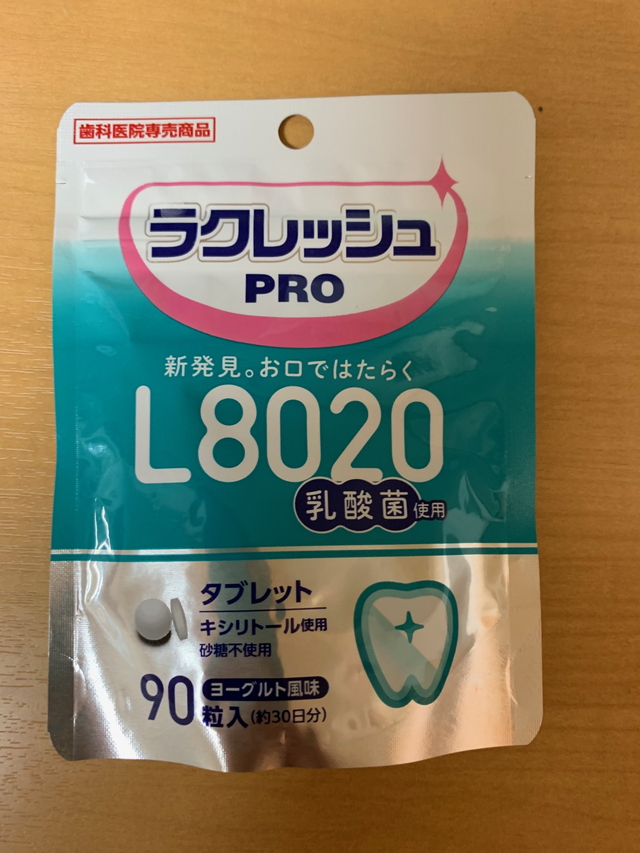 歯科医院専売商品
ラクレッシュ
PRO
新発見。お口ではたらく
L8020
乳酸菌使用
タブレット
キシリトール使用
砂糖不使用
ヨーグルト風味
90粒入(約30日分)